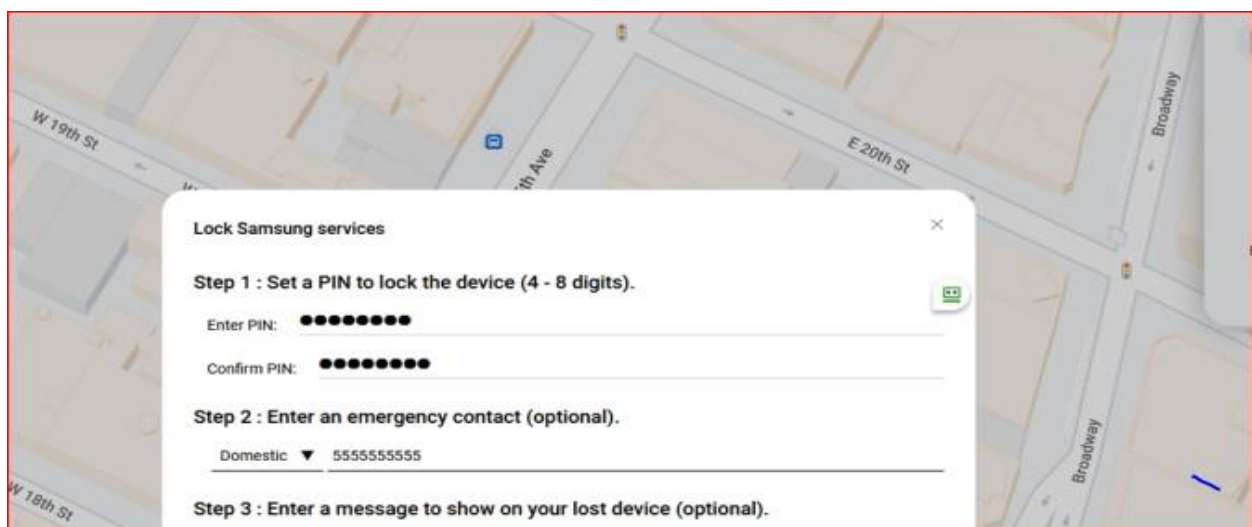 W 19th St
5th Ave
E 20th St
Broadway
Lock Samsung services
Step 1 : Set a PIN to lock the device (4 - 8 digits).
Enter PIN: ●●●●●●●●
Confirm PIN: ●●●●●●●●
Step 2 : Enter an emergency contact (optional).
Domestic ▼ 5555555555
Broadway
W 18th St
Step 3 : Enter a message to show on your lost device (optional).